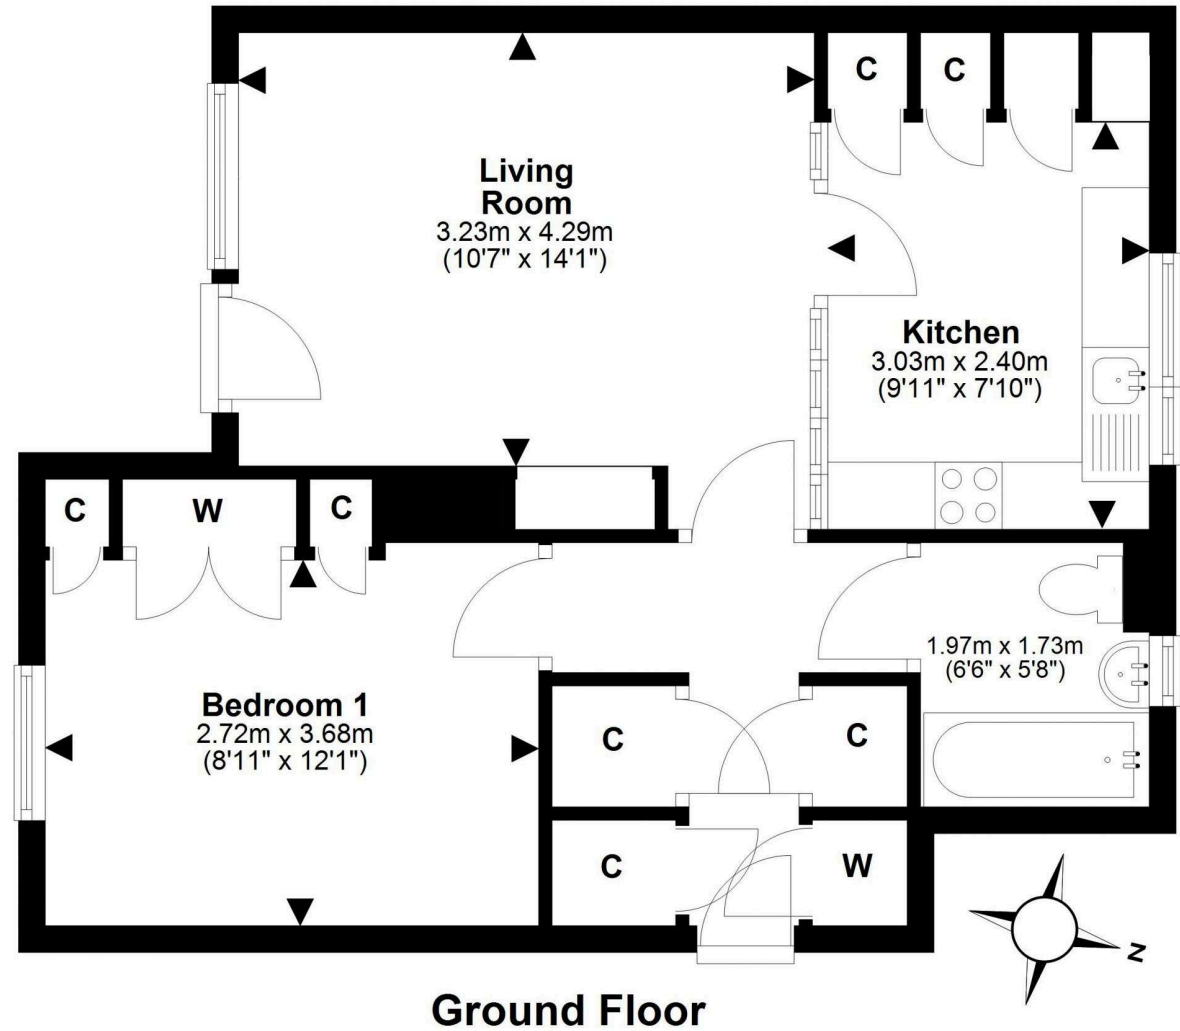 C
C
Living
Room
3.23m x 4.29m
(10'7" x 14'1")
Kitchen
3.03m x 2.40m
(9'11" x 7'10")
C
W
C
1.97m x 1.73m
(6'6" x 5'8")
Bedroom 1
2.72m x 3.68m
(8'11" x 12'1")
C
C
C
W
N
Ground Floor